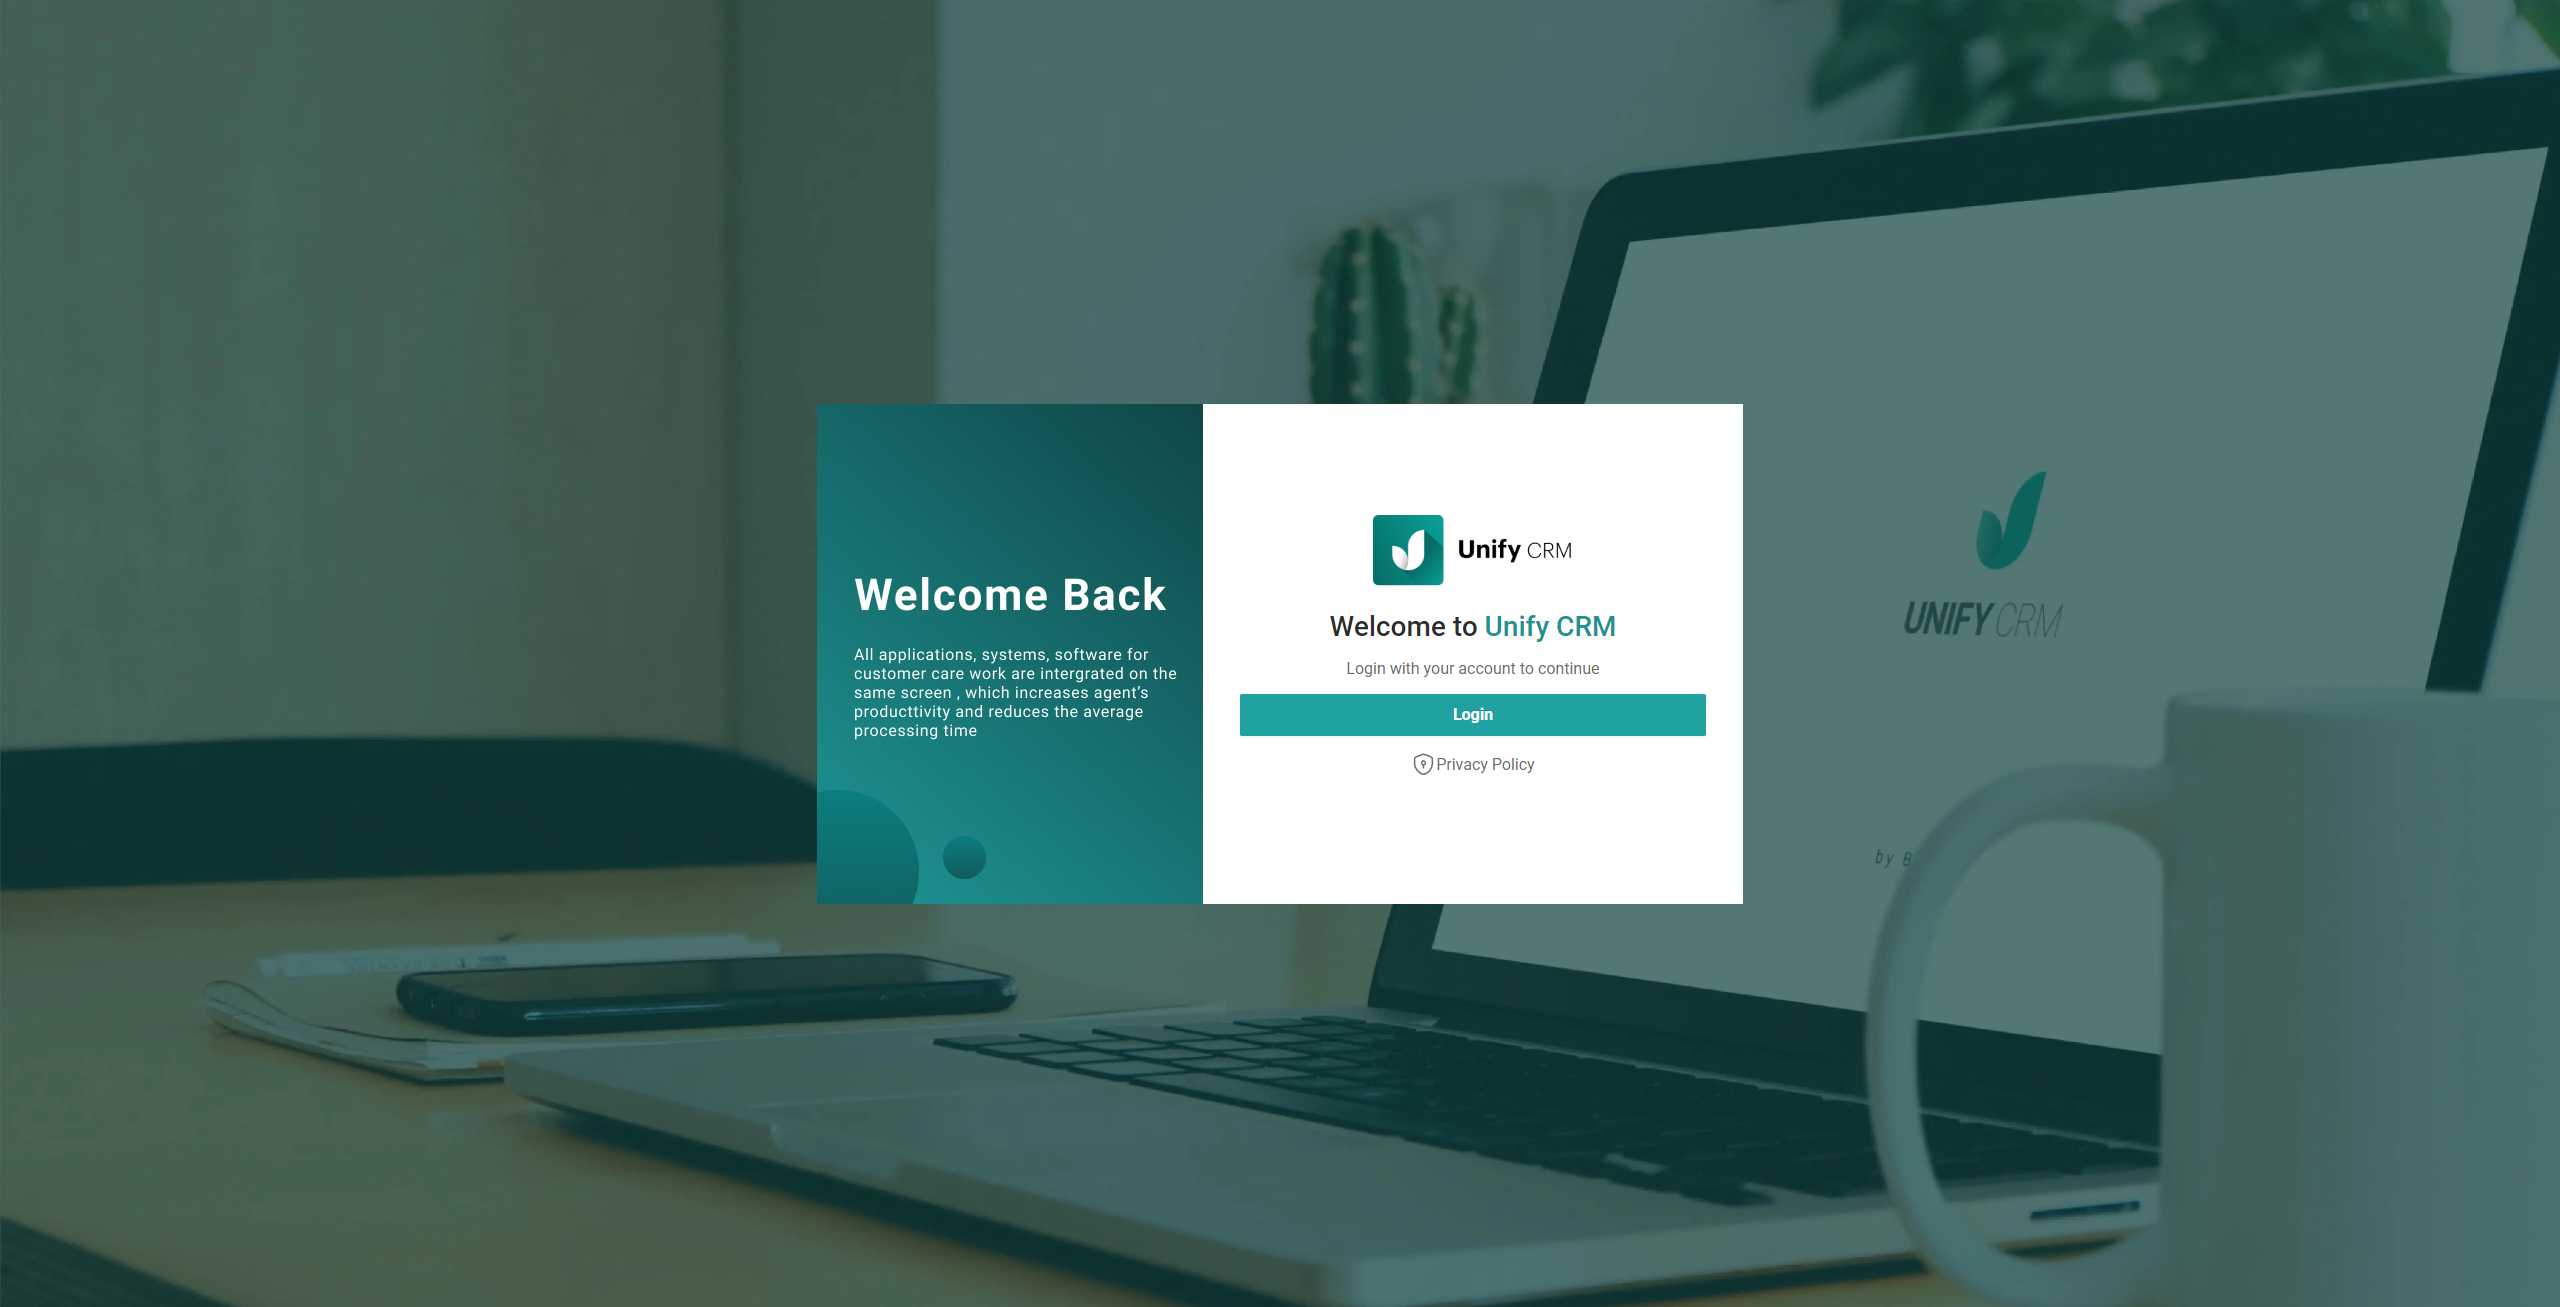 Welcome Back
All applications, systems, software for
customer care work are intergrated on the
same screen , which increases agent's
producttivity and reduces the average
processing time
Unify CRM
Welcome to Unify CRM
Login with your account to continue
Login
Privacy Policy
UNIFY CRM
by